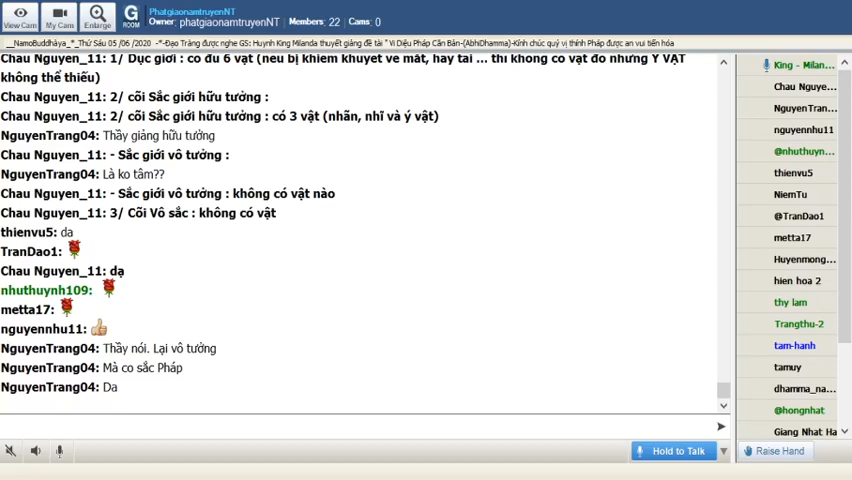 PhatgiaonamtruyenNT
Owner: phatgiaonamtruyenNT Members: 22 Cams: 0
View Cam My Cam Enlarge G ROOM
__NamoBuddhàya_*_Thứ Sáu 05 /06 /2020 -*-Đạo Tràng được nghe GS: Huynh King Milanda thuyết giảng đề tài " Vi Diệu Pháp Căn Bản-(AbhiDhamma)-Kính chúc quý vị thính Pháp được an vui tiến hóa
Chau Nguyen_11: 1/ Dục giới : có đủ 6 vật (nếu bị khiếm khuyết về mắt, hay tai ... thì không có vật đó nhưng Ý VẬT
không thể thiếu)
Chau Nguyen_11: 2/ cõi Sắc giới hữu tưởng :
Chau Nguyen_11: 2/ cõi Sắc giới hữu tưởng : có 3 vật (nhãn, nhĩ và ý vật)
NguyenTrang04: Thầy giảng hữu tưởng
Chau Nguyen_11: - Sắc giới vô tưởng :
NguyenTrang04: Là ko tâm??
Chau Nguyen_11: - Sắc giới vô tưởng : không có vật nào
Chau Nguyen_11: 3/ Cõi Vô sắc : không có vật
thienvu5: da
TranDao1:
Chau Nguyen_11: dạ
nhuthuynh109:
metta17:
nguyennhu11:
NguyenTrang04: Thầy nói. Lại vô tưởng
NguyenTrang04: Mà co sắc Pháp
NguyenTrang04: Da
King - Milanda...
Chau Nguye...
NguyenTran...
nguyennhu11
@nhuthuyn...
thienvu5
NiemTu
@TranDao1
metta17
Huyenmong...
hien hoa 2
thy lam
Trangthu-2
tam-hanh
tamuy
dhamma_na...
@hongnhat
Giang Nhat Ha
Hold to Talk
Raise Hand